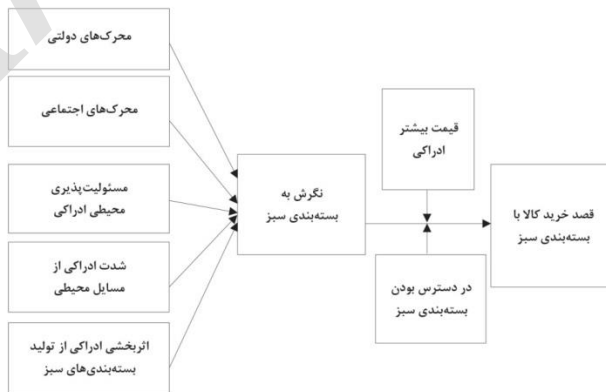 محرک‌های دولتی
محرک‌های اجتماعی
مسئولیت‌پذیری
محیطی ادراکی
شدت ادراکی از
مسایل محیطی
اثربخشی ادراکی از تولید
بسته‌بندی‌های سبز
نگرش به
بسته‌بندی سبز
قیمت بیشتر
ادراکی
در دسترس بودن
بسته‌بندی سبز
قصد خرید کالا با
بسته‌بندی سبز